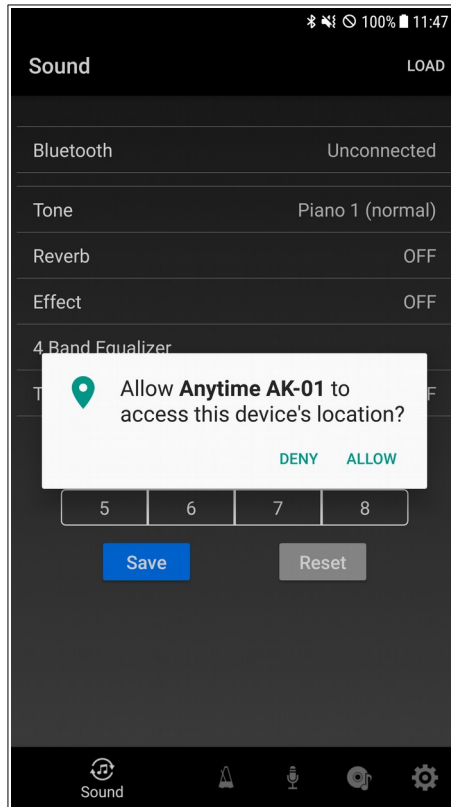 100% 11:47
Sound LOAD
Bluetooth Unconnected
Tone Piano 1 (normal)
Reverb OFF
Effect OFF
4 Band Equalizer
T F
Allow Anytime AK-01 to
access this device's location?
DENY ALLOW
5 6 7 8
Save Reset
Sound